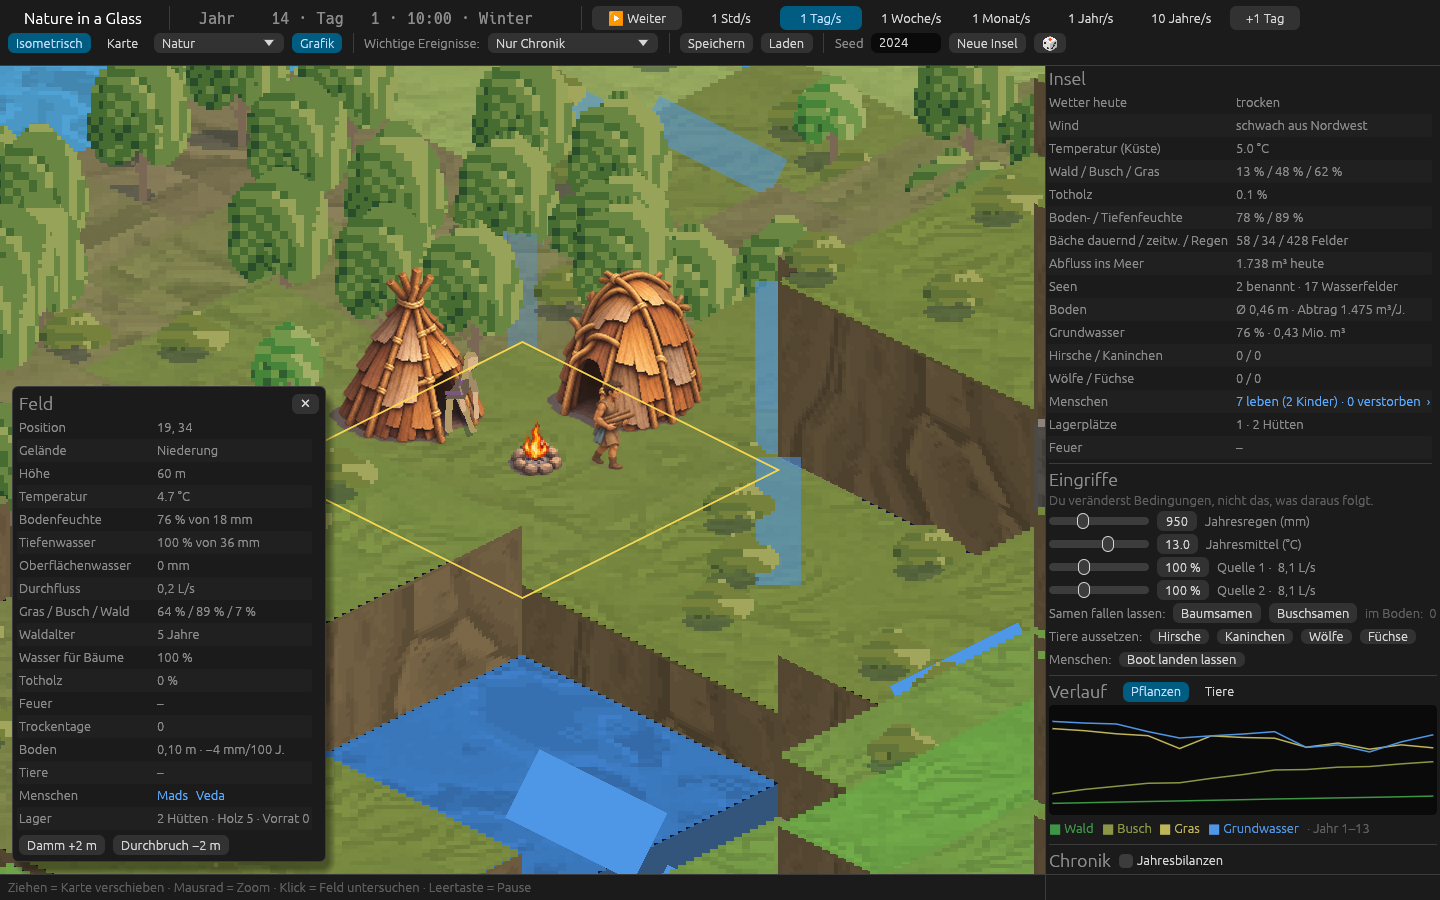 Nature in a Glass
Jahr 14 · Tag 1 · 10:00 · Winter
Weiter 1 Std/s 1 Tag/s 1 Woche/s 1 Monat/s 1 Jahr/s 10 Jahre/s +1 Tag
Isometrisch Karte Natur Grafik Wichtige Ereignisse: Nur Chronik Speichern Laden Seed 2024 Neue Insel
Feld
Position 19, 34
Gelände Niederung
Höhe 60 m
Temperatur 4.7 °C
Bodenfeuchte 76 % von 18 mm
Tiefenwasser 100 % von 36 mm
Oberflächenwasser 0 mm
Durchfluss 0,2 L/s
Gras / Busch / Wald 64 % / 89 % / 7 %
Waldalter 5 Jahre
Wasser für Bäume 100 %
Totholz 0 %
Feuer –
Trockentage 0
Boden 0,10 m · −4 mm/100 J.
Tiere –
Menschen Mads Veda
Lager 2 Hütten · Holz 5 · Vorrat 0
Damm +2 m Durchbruch −2 m
Insel
Wetter heute trocken
Wind schwach aus Nordwest
Temperatur (Küste) 5.0 °C
Wald / Busch / Gras 13 % / 48 % / 62 %
Totholz 0.1 %
Boden- / Tiefenfeuchte 78 % / 89 %
Bäche dauernd / zeitw. / Regen 58 / 34 / 428 Felder
Abfluss ins Meer 1.738 m³ heute
Seen 2 benannt · 17 Wasserfelder
Boden Ø 0,46 m · Abtrag 1.475 m³/J.
Grundwasser 76 % · 0,43 Mio. m³
Hirsche / Kaninchen 0 / 0
Wölfe / Füchse 0 / 0
Menschen 7 leben (2 Kinder) · 0 verstorben ›
Lagerplätze 1 · 2 Hütten
Feuer –
Eingriffe
Du veränderst Bedingungen, nicht das, was daraus folgt.
950 Jahresregen (mm)
13.0 Jahresmittel (°C)
100 % Quelle 1 · 8,1 L/s
100 % Quelle 2 · 8,1 L/s
Samen fallen lassen: Baumsamen Buschsamen im Boden: 0
Tiere aussetzen: Hirsche Kaninchen Wölfe Füchse
Menschen: Boot landen lassen
Verlauf Pflanzen Tiere
Wald Busch Gras Grundwasser · Jahr 1–13
Chronik Jahresbilanzen
Ziehen = Karte verschieben · Mausrad = Zoom · Klick = Feld untersuchen · Leertaste = Pause